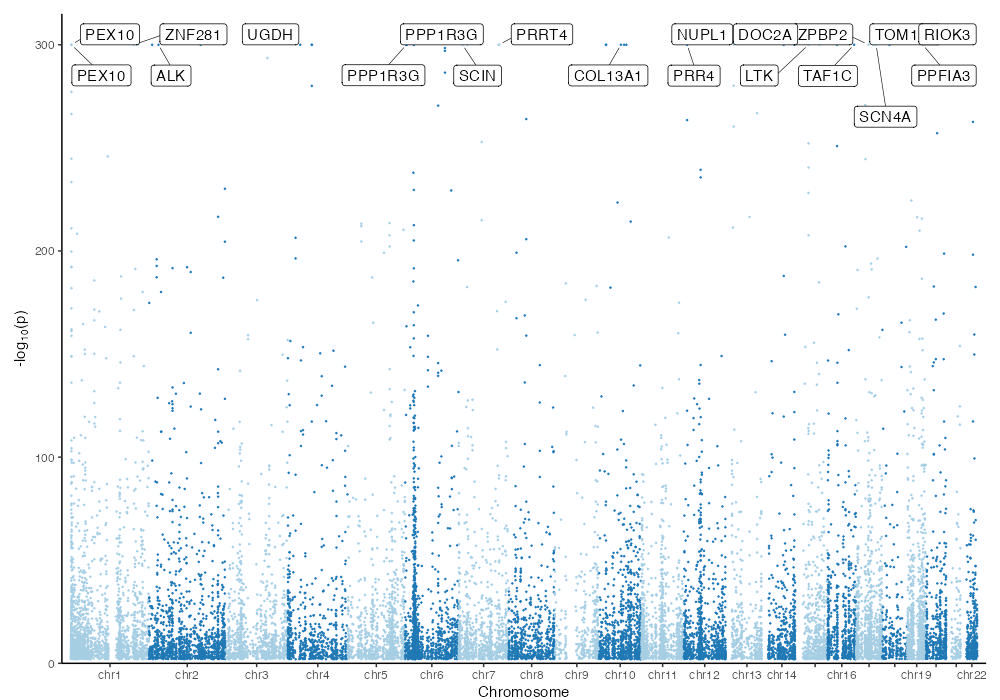 PEX10 ZNF281 UGDH PPP1R3G PRRT4 NUPL1 DOC2A ZPBP2 TOM1 RIOK3
PEX10 ALK PPP1R3G SCIN COL13A1 PRR4 LTK TAF1C PPFIA3
SCN4A
300
200
100
0
-log10(p)
chr1 chr2 chr3 chr4 chr5 chr6 chr7 chr8 chr9 chr10 chr11 chr12 chr13 chr14 chr16 chr19 chr22
Chromosome